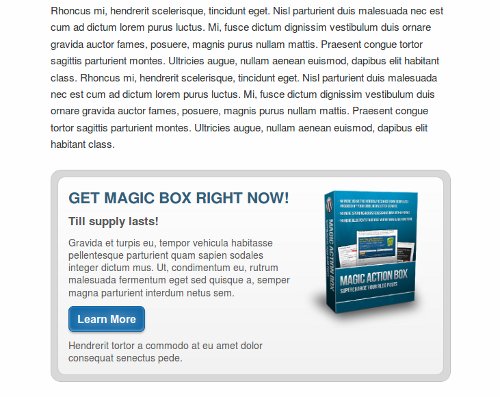 Rhoncus mi, hendrerit scelerisque, tincidunt eget. Nisl parturient duis malesuada nec est
cum ad dictum lorem purus luctus. Mi, fusce dictum dignissim vestibulum duis ornare
gravida auctor fames, posuere, magnis purus nullam mattis. Praesent congue tortor
sagittis parturient montes. Ultricies augue, nullam aenean euismod, dapibus elit habitant
class. Rhoncus mi, hendrerit scelerisque, tincidunt eget. Nisl parturient duis malesuada
nec est cum ad dictum lorem purus luctus. Mi, fusce dictum dignissim vestibulum duis
ornare gravida auctor fames, posuere, magnis purus nullam mattis. Praesent congue
tortor sagittis parturient montes. Ultricies augue, nullam aenean euismod, dapibus elit
habitant class.
GET MAGIC BOX RIGHT NOW!
Till supply lasts!
Gravida et turpis eu, tempor vehicula habitasse
pellentesque parturient quam sapien sodales
integer dictum mus. Ut, condimentum eu, rutrum
malesuada fermentum eget sed quisque a, semper
magna parturient interdum netus sem.
Learn More
Hendrerit tortor a commodo at eu amet dolor
consequat senectus pede.
MAGIC ACTION BOX
MAGIC ACTION BOX
SUPERCHARGE YOUR BLOG POSTS